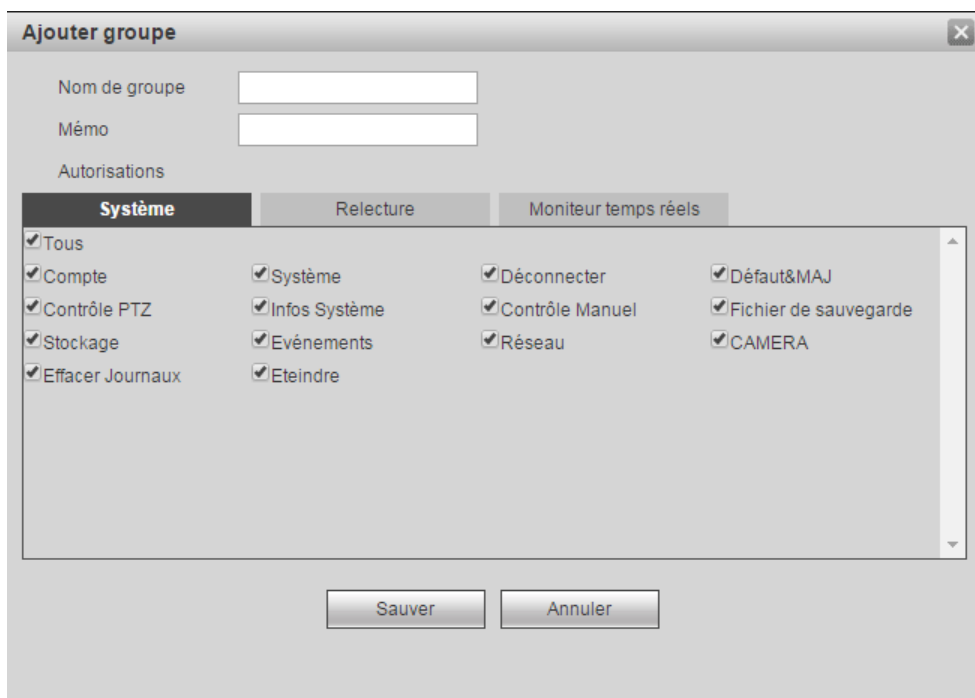 Ajouter groupe
Nom de groupe
Mémo
Autorisations
Système Relecture Moniteur temps réels
Tous
Compte Système Déconnecter Défaut&MAJ
Contrôle PTZ Infos Système Contrôle Manuel Fichier de sauvegarde
Stockage Evénements Réseau CAMERA
Effacer Journaux Eteindre
Sauver Annuler